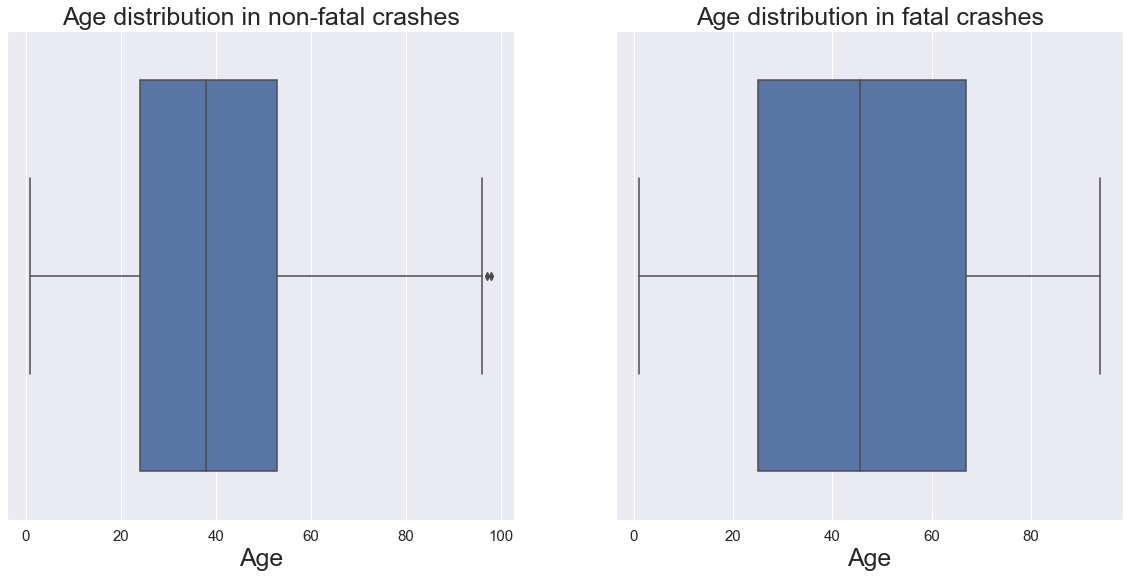 Age distribution in non-fatal crashes
0 20 40 60 80 100
Age
Age distribution in fatal crashes
0 20 40 60 80
Age